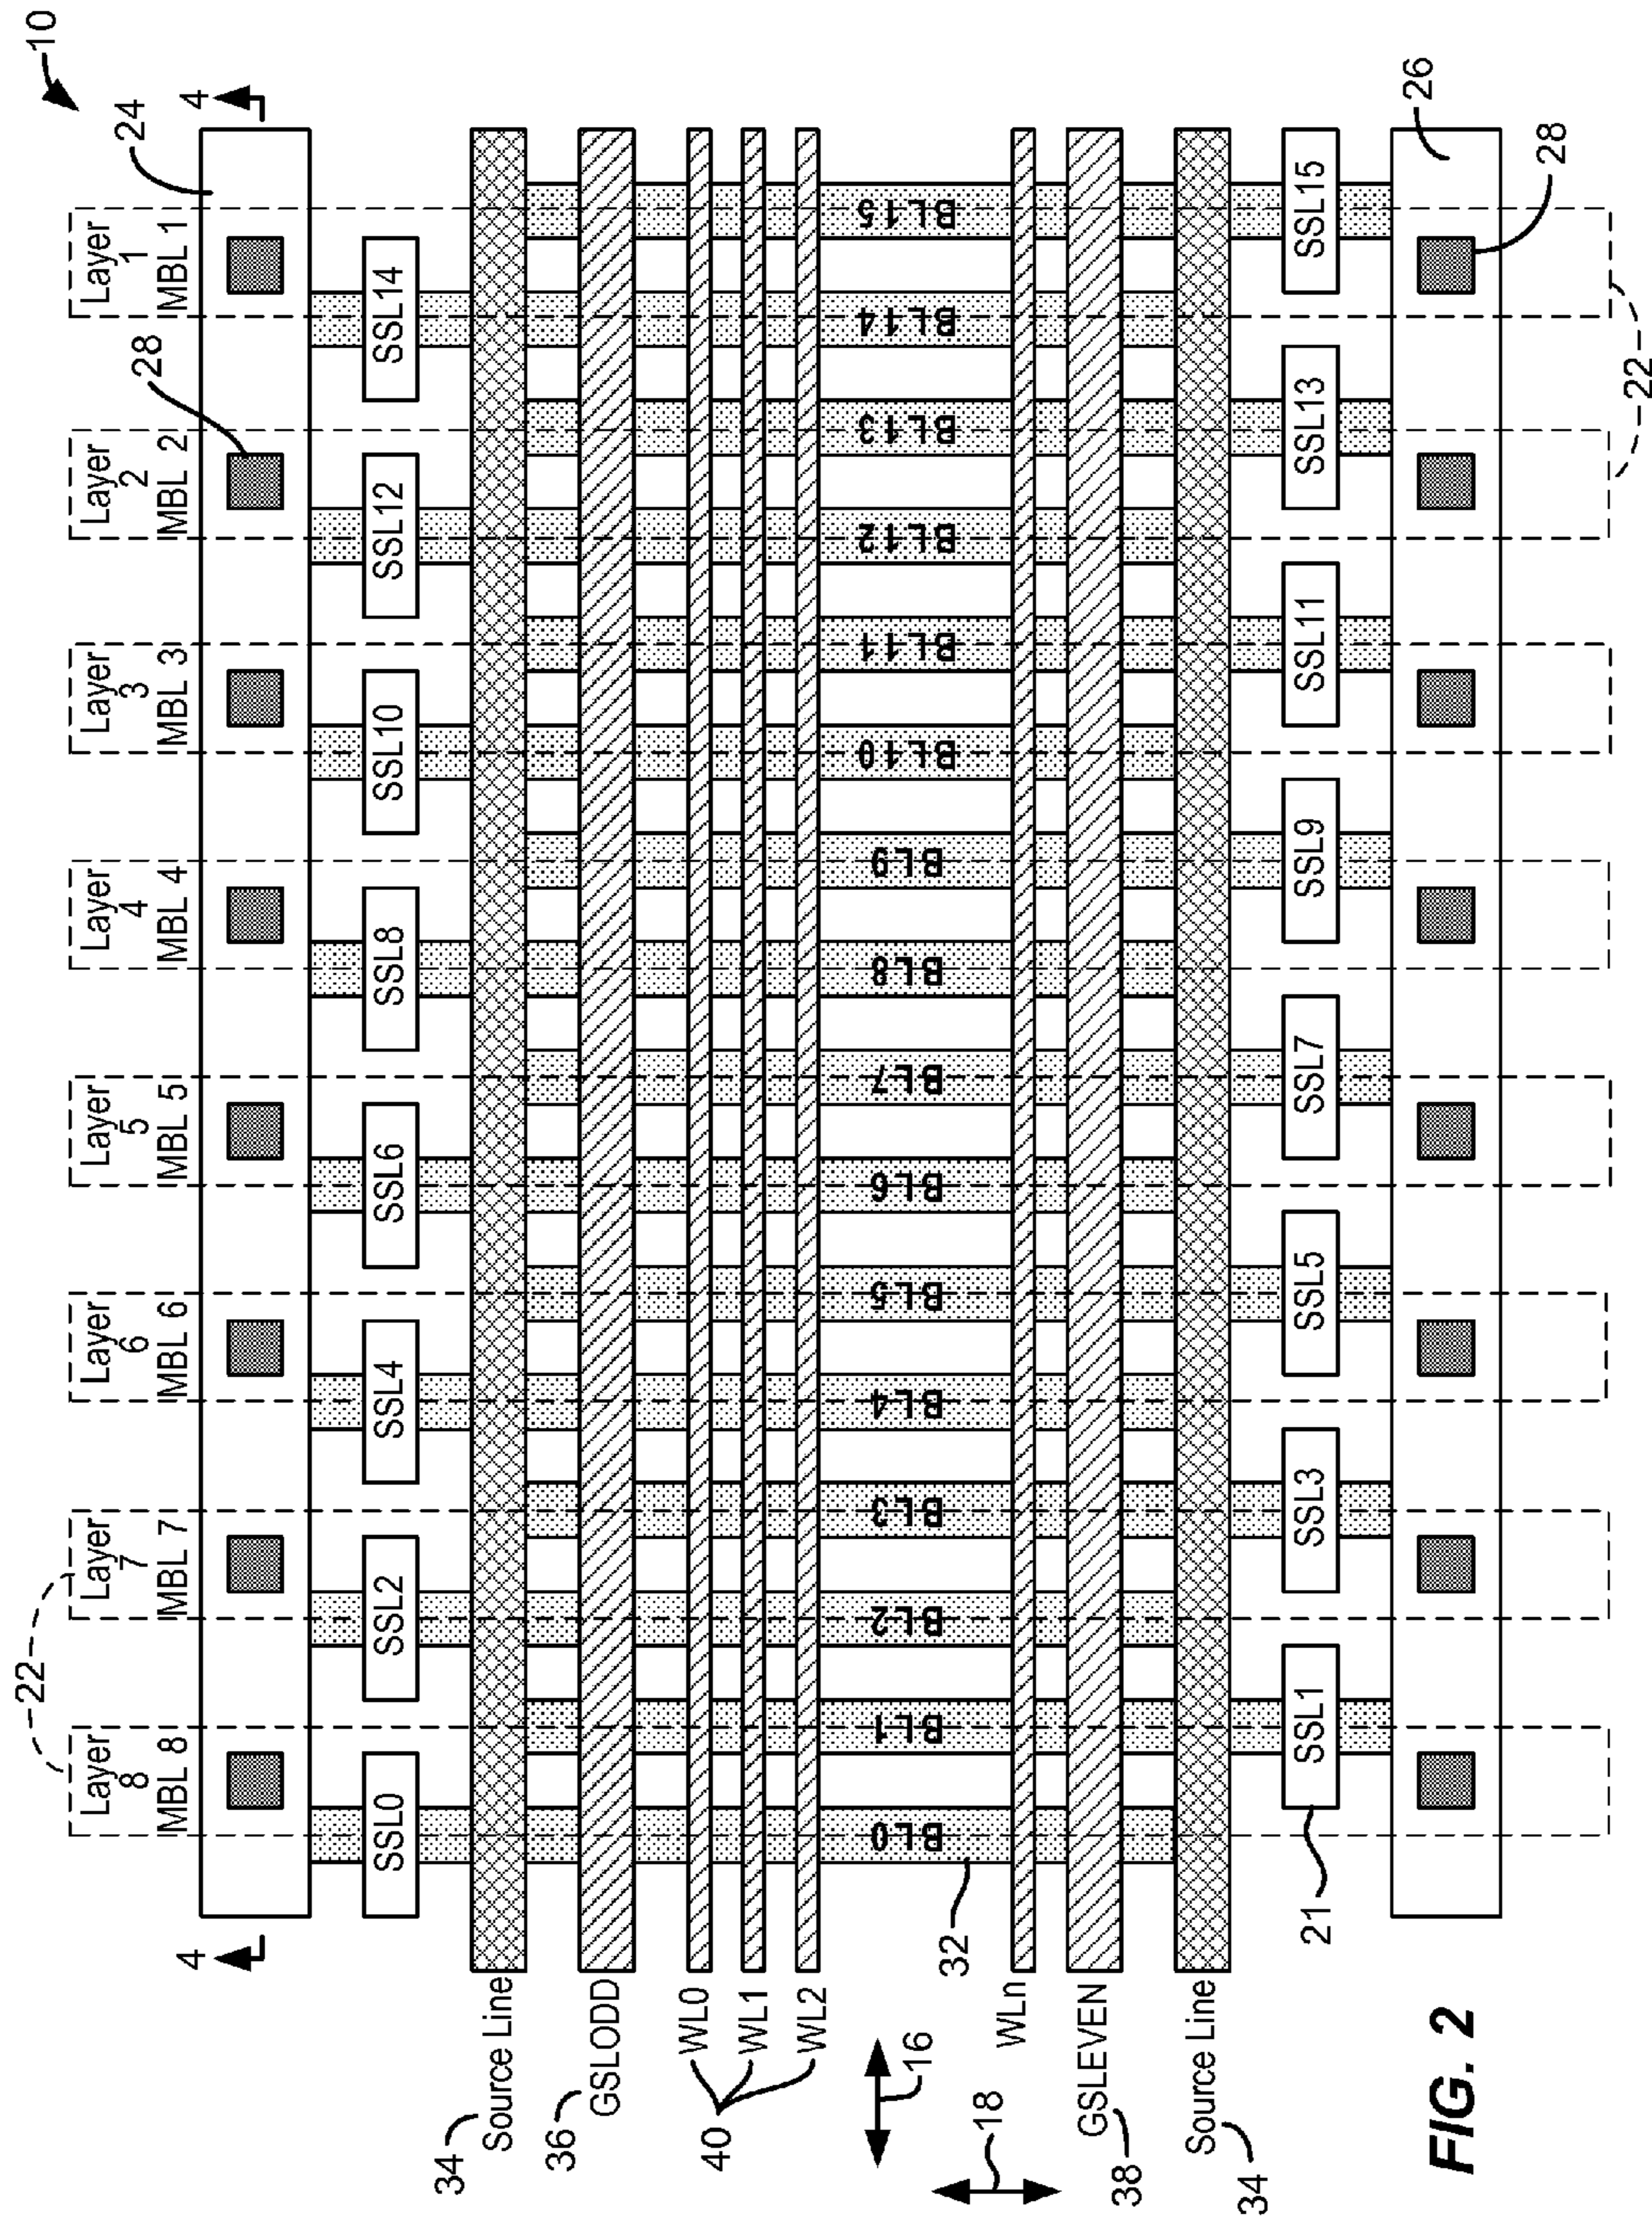 10
24
4
28
22
Layer
8
MBL 8
Layer
7
MBL 7
Layer
6
MBL 6
Layer
5
MBL 5
Layer
4
MBL 4
Layer
3
MBL 3
Layer
2
MBL 2
Layer
1
MBL 1
4
SSL0
SSL2
SSL4
SSL6
SSL8
SSL10
SSL12
SSL14
34
Source Line
36
GSLODD
40
WL0
WL1
WL2
BL0
BL1
BL2
BL3
BL4
BL5
BL6
BL7
BL8
BL9
BL10
BL11
BL12
BL13
BL14
BL15
16
18
32
WLn
38
GSLEVEN
34
Source Line
21
SSL1
SSL3
SSL5
SSL7
SSL9
SSL11
SSL13
SSL15
26
28
22
FIG. 2